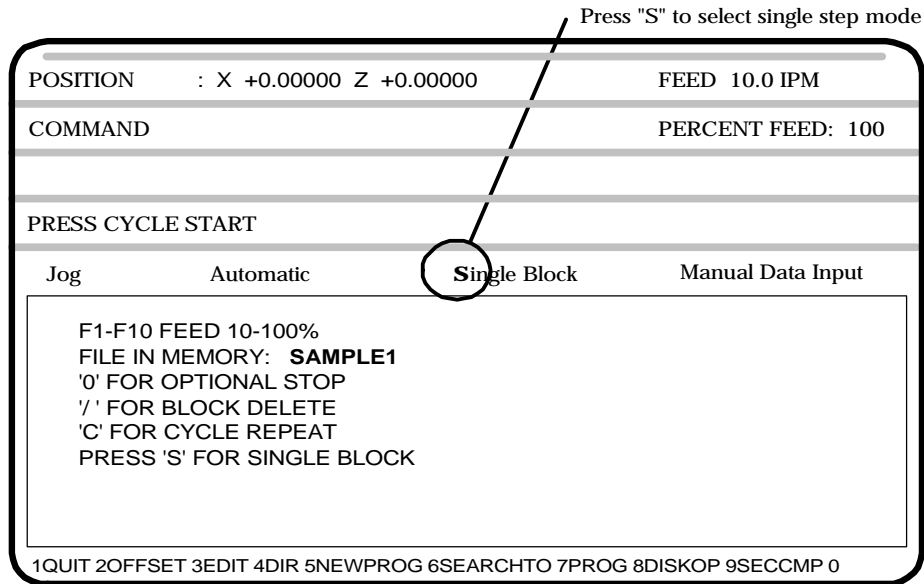 Press "S" to select single step mode
POSITION : X +0.00000 Z +0.00000 FEED 10.0 IPM
COMMAND PERCENT FEED: 100
PRESS CYCLE START
Jog Automatic Single Block Manual Data Input
F1-F10 FEED 10-100%
FILE IN MEMORY: SAMPLE1
'0' FOR OPTIONAL STOP
'/ ' FOR BLOCK DELETE
'C' FOR CYCLE REPEAT
PRESS 'S' FOR SINGLE BLOCK
1QUIT 2OFFSET 3EDIT 4DIR 5NEWPROG 6SEARCHTO 7PROG 8DISKOP 9SECCMP 0